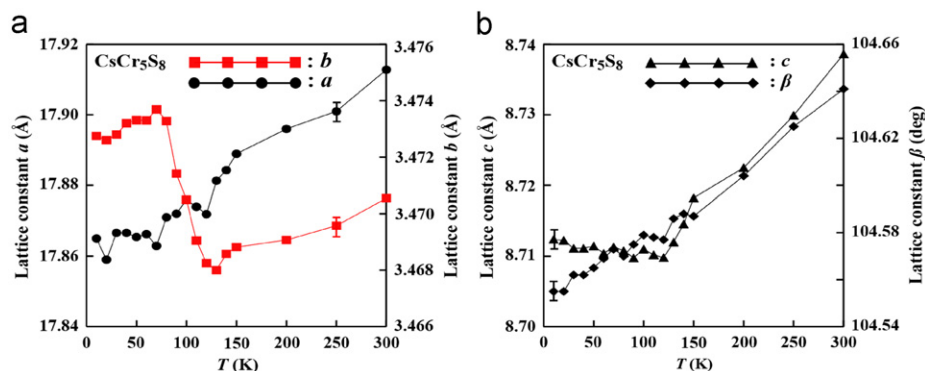 a
CsCr5S8
: b
: a
17.92
17.90
17.88
17.86
17.84
Lattice constant a (Å)
3.476
3.474
3.472
3.470
3.468
3.466
Lattice constant b (Å)
0 50 100 150 200 250 300
T (K)
b
CsCr5S8
: c
: β
8.74
8.73
8.72
8.71
8.70
Lattice constant c (Å)
104.66
104.62
104.58
104.54
Lattice constant β (deg)
0 50 100 150 200 250 300
T (K)